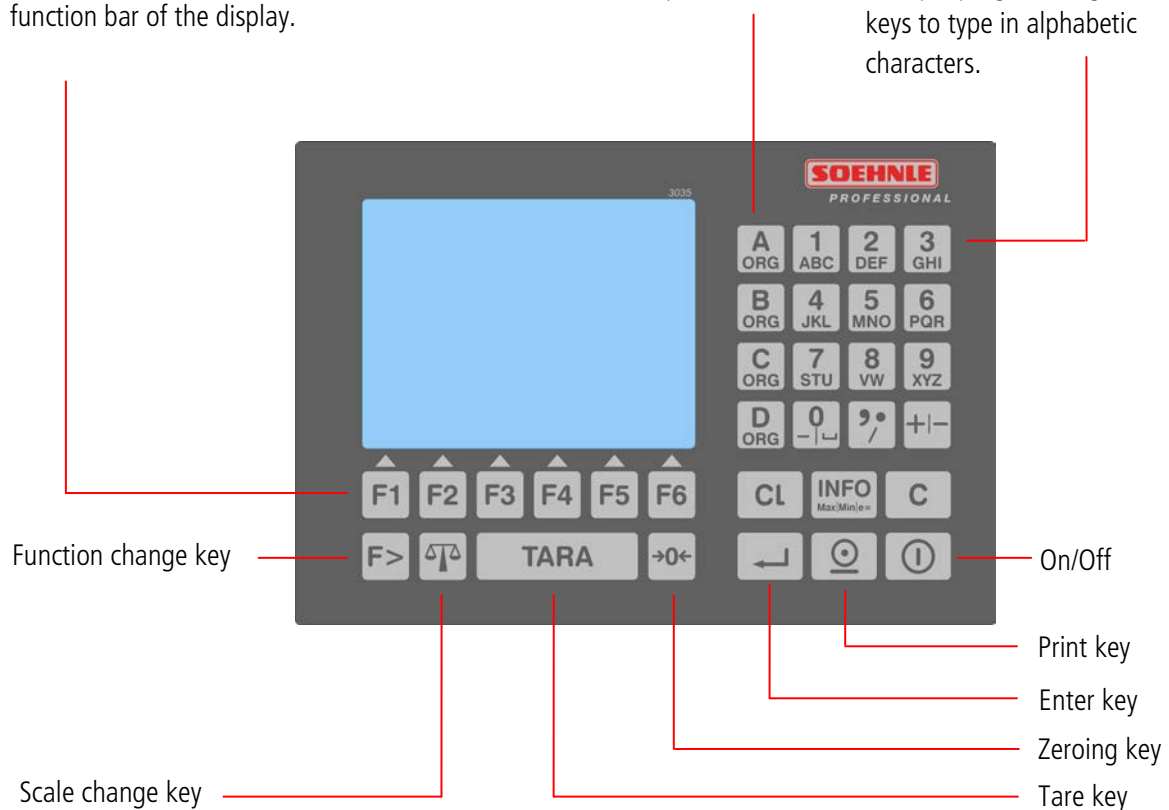 function bar of the display.
keys to type in alphabetic
characters.
SOEHNLE
PROFESSIONAL
3035
A 1 2 3
ORG ABC DEF GHI
B 4 5 6
ORG JKL MNO PQR
C 7 8 9
ORG STU VW XYZ
D 0 , . +|-
ORG -|⎵ /
F1 F2 F3 F4 F5 F6 CL INFO C
Max|Min|e=
F> TARA →0←
Function change key
On/Off
Print key
Enter key
Zeroing key
Scale change key
Tare key